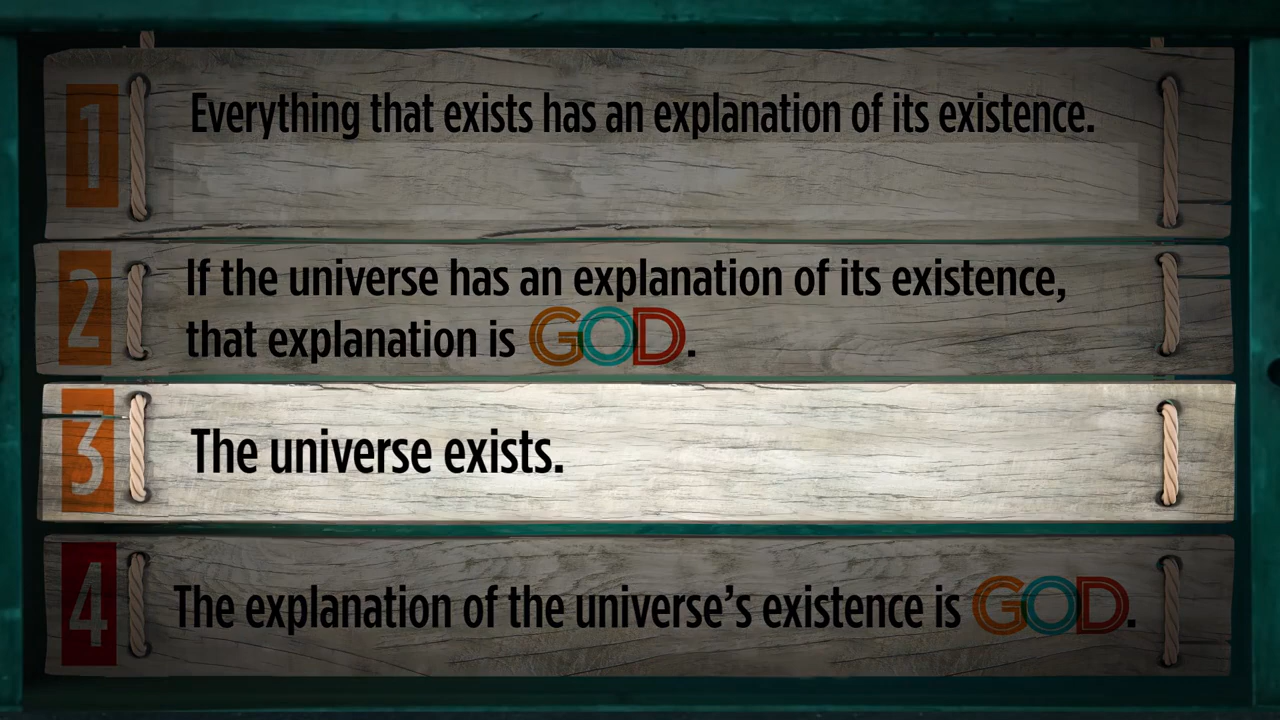 1 Everything that exists has an explanation of its existence.
2 If the universe has an explanation of its existence,
that explanation is GOD.
3 The universe exists.
4 The explanation of the universe's existence is GOD.